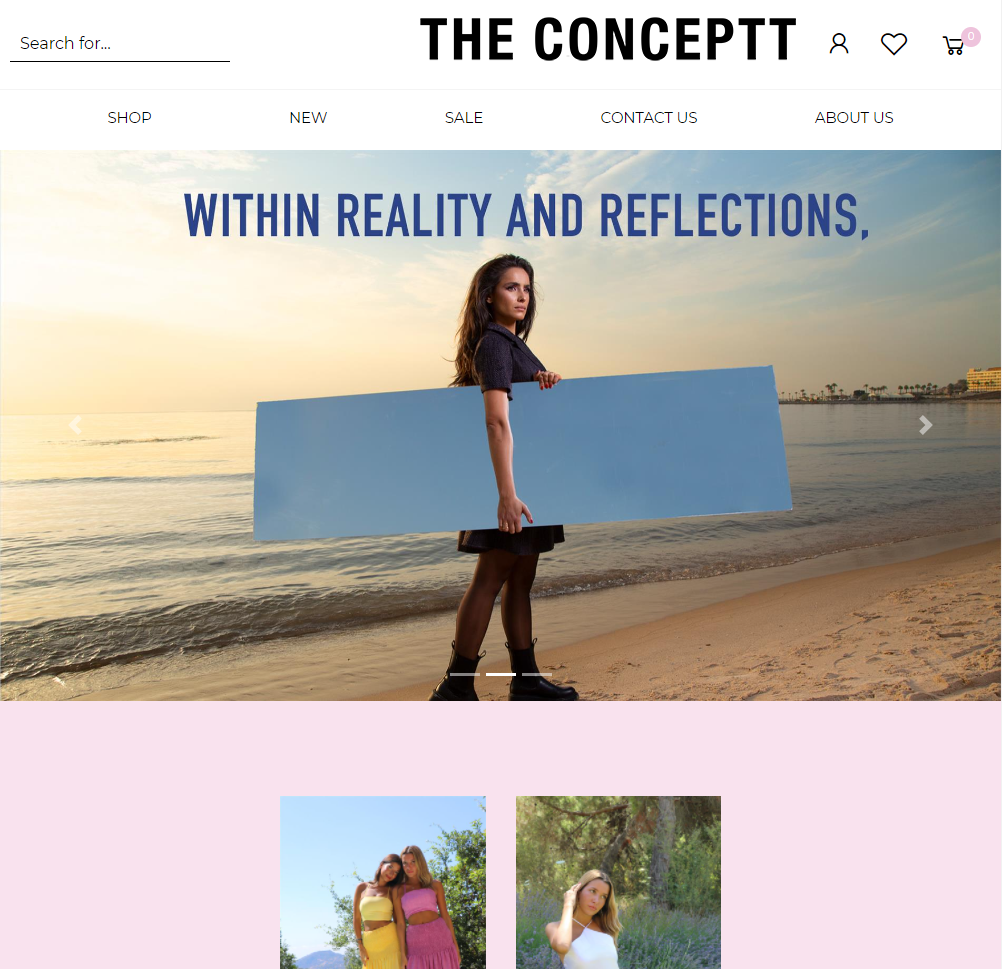 Search for...
THE CONCEPTT
0
SHOP
NEW
SALE
CONTACT US
ABOUT US
WITHIN REALITY AND REFLECTIONS,